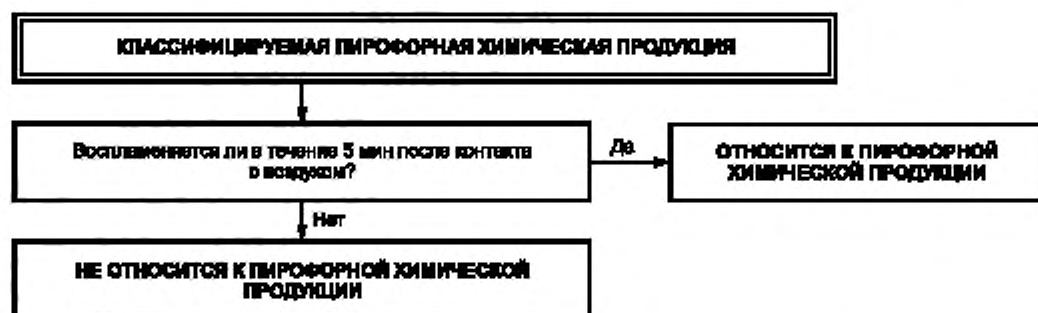 КЛАССИФИЦИРУЕМАЯ ПИРОФОРНАЯ ХИМИЧЕСКАЯ ПРОДУКЦИЯ
Воспламеняется ли в течение 5 мин после контакта
с воздухом?
Да
ОТНОСИТСЯ К ПИРОФОРНОЙ
ХИМИЧЕСКОЙ ПРОДУКЦИИ
Нет
НЕ ОТНОСИТСЯ К ПИРОФОРНОЙ ХИМИЧЕСКОЙ
ПРОДУКЦИИ